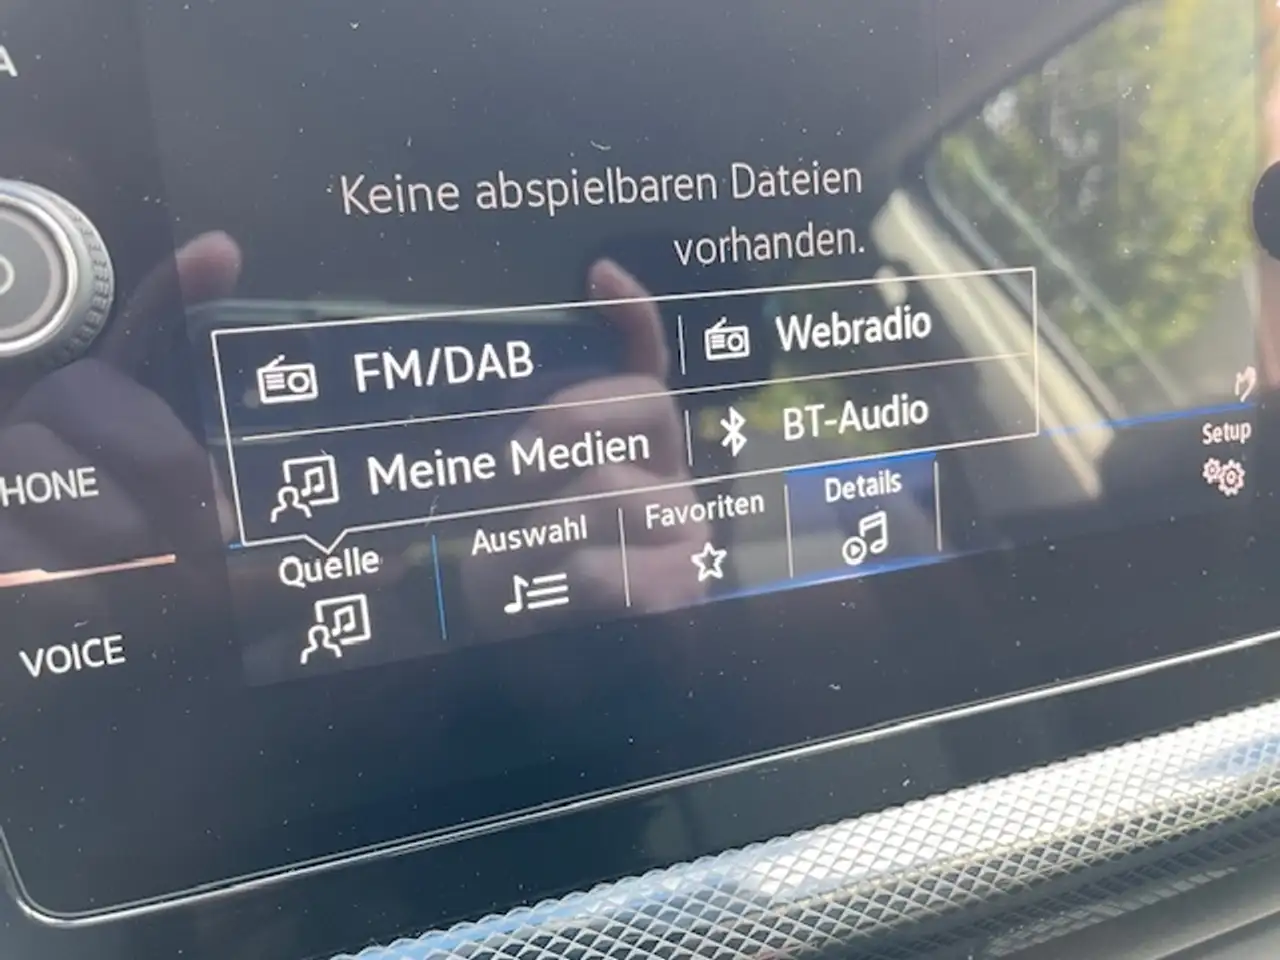 Keine abspielbaren Dateien
vorhanden.
FM/DAB
Webradio
Meine Medien
BT-Audio
Quelle
Auswahl
Favoriten
Details
Setup
HONE
VOICE
A